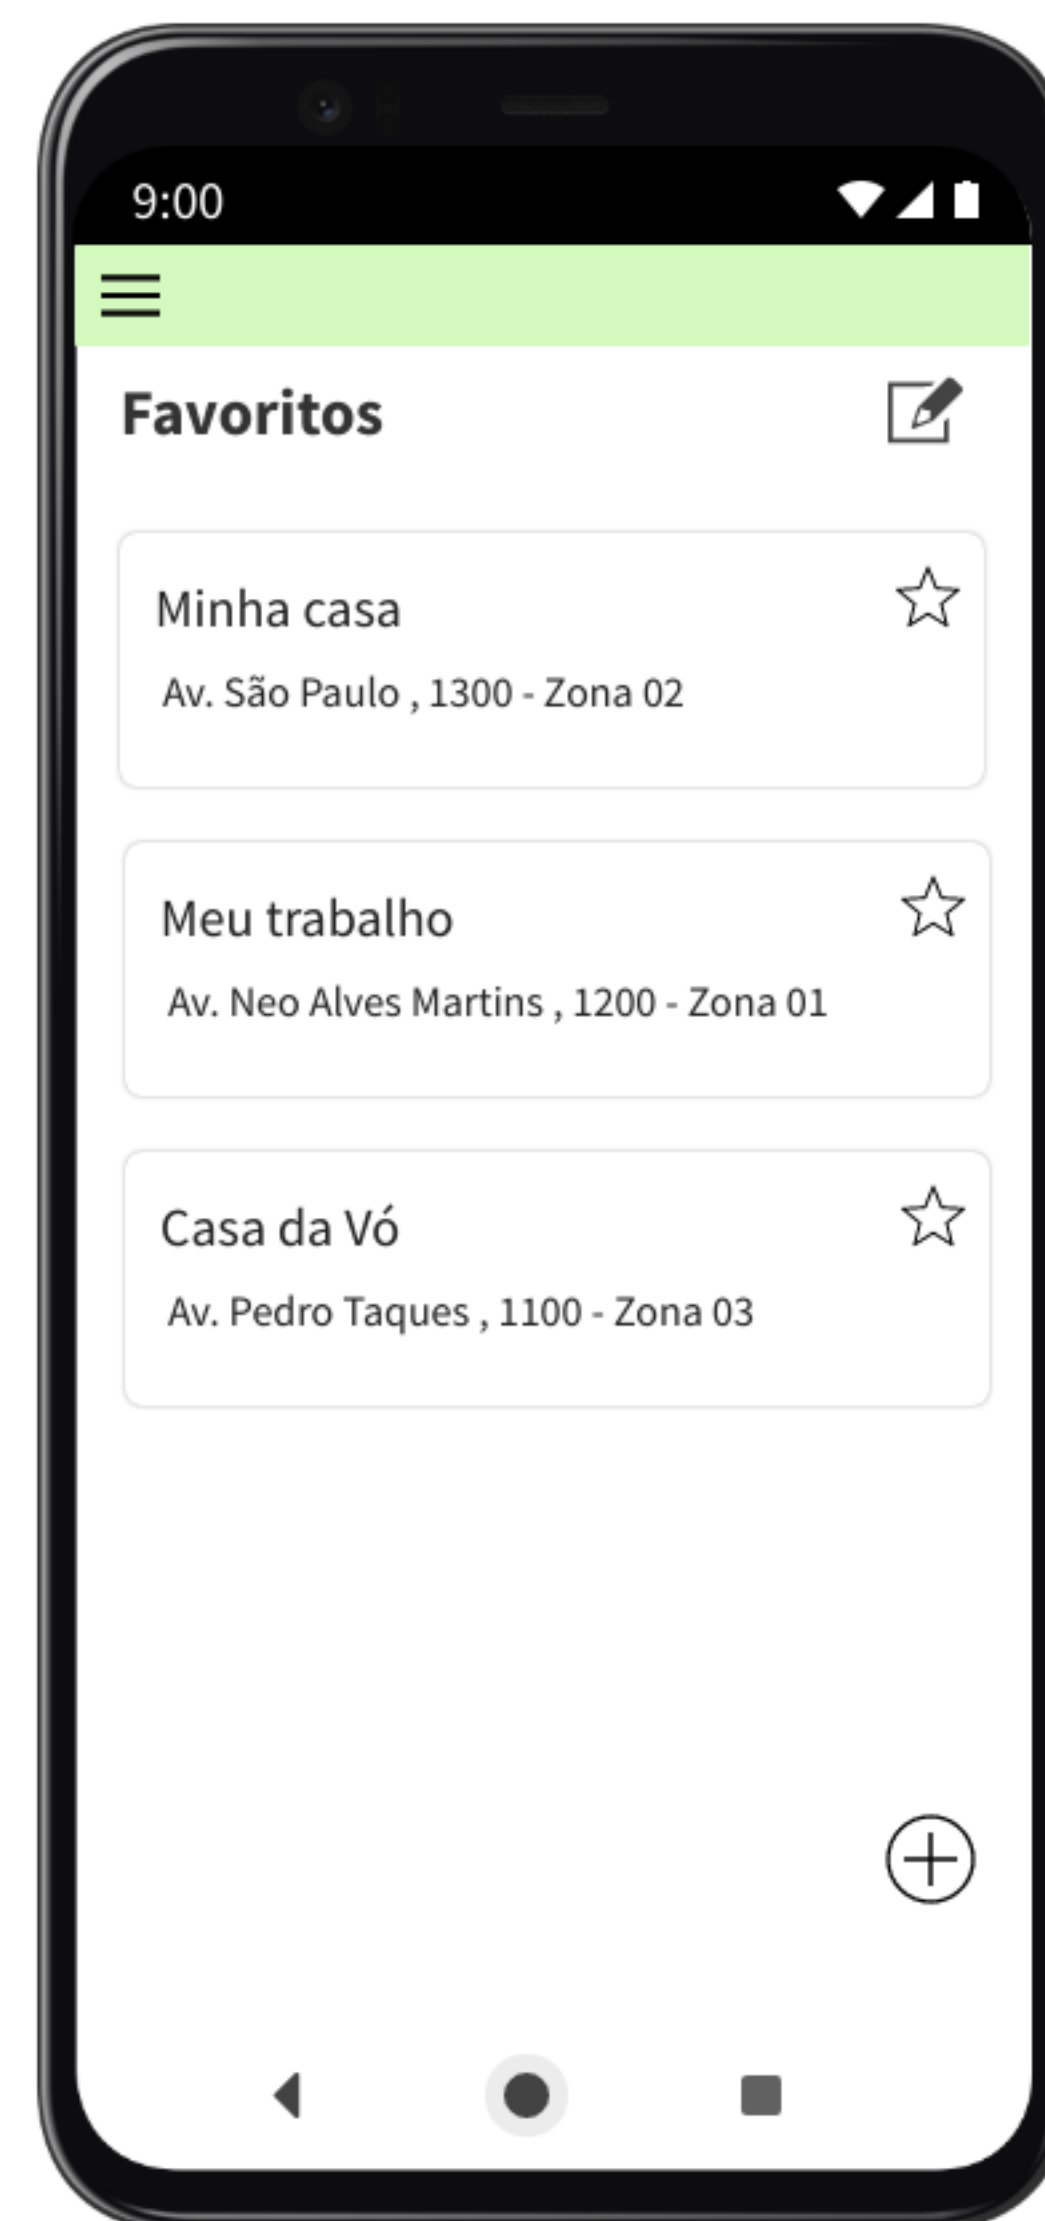 9:00
Favoritos
Minha casa
Av. São Paulo , 1300 - Zona 02
Meu trabalho
Av. Neo Alves Martins , 1200 - Zona 01
Casa da Vó
Av. Pedro Taques , 1100 - Zona 03